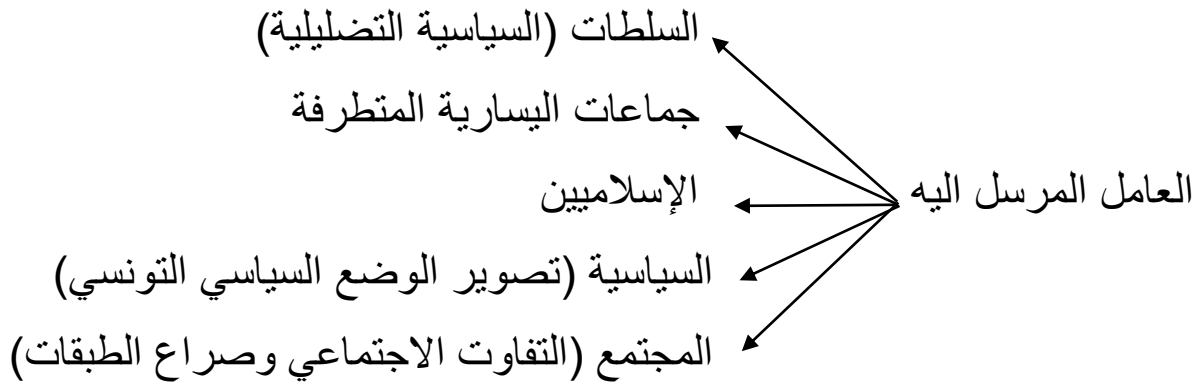 السلطات (السياسية التضليلية)
جماعات اليسارية المتطرفة
العامل المرسل اليه
الإسلاميين
السياسية (تصوير الوضع السياسي التونسي)
المجتمع (التفاوت الاجتماعي وصراع الطبقات)